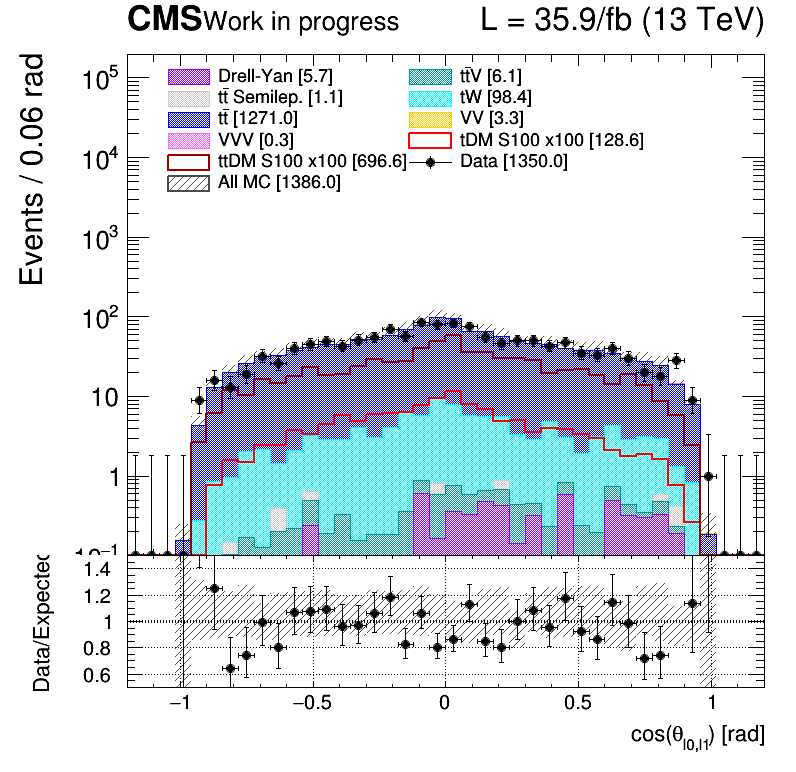 CMS Work in progress L = 35.9/fb (13 TeV)
Events / 0.06 rad
Drell-Yan [5.7] tt̄V [6.1]
tt̄ Semilep. [1.1] tW [98.4]
tt̄ [1271.0] VV [3.3]
VVV [0.3] tDM S100 x100 [128.6]
ttDM S100 x100 [696.6] Data [1350.0]
All MC [1386.0]
10⁵
10⁴
10³
10²
10
1
10⁻¹
Data/Expected
1.4
1.2
1
0.8
0.6
−1 −0.5 0 0.5 1
cos(θ_l0,l1) [rad]